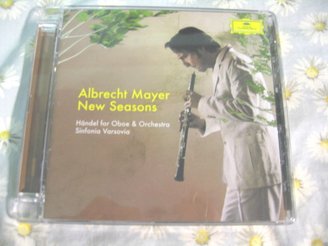 Albrecht Mayer
New Seasons
Händel for Oboe & Orchestra
Sinfonia Varsovia